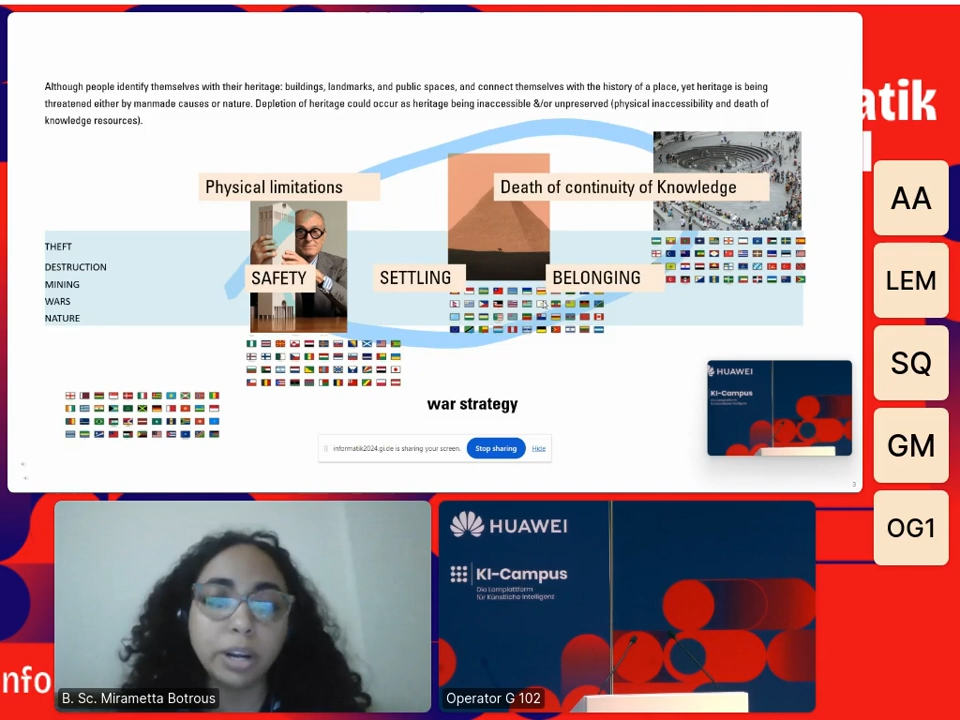 Although people identify themselves with their heritage: buildings, landmarks, and public spaces, and connect themselves with the history of a place, yet heritage is being
threatened either by manmade causes or nature. Depletion of heritage could occur as heritage being inaccessible &/or unpreserved (physical inaccessibility and death of
knowledge resources).
atik
Physical limitations
Death of continuity of Knowledge
AA
THEFT
DESTRUCTION
MINING
WARS
NATURE
SAFETY
SETTLING
BELONGING
LEM
SQ
HUAWEI
KI-Campus
war strategy
GM
informatik2024.gi.de is sharing your screen.
Stop sharing
Hide
3
OG1
HUAWEI
KI-Campus
Die Lernplattform
für Künstliche Intelligenz
nfo
B. Sc. Mirametta Botrous
Operator G 102